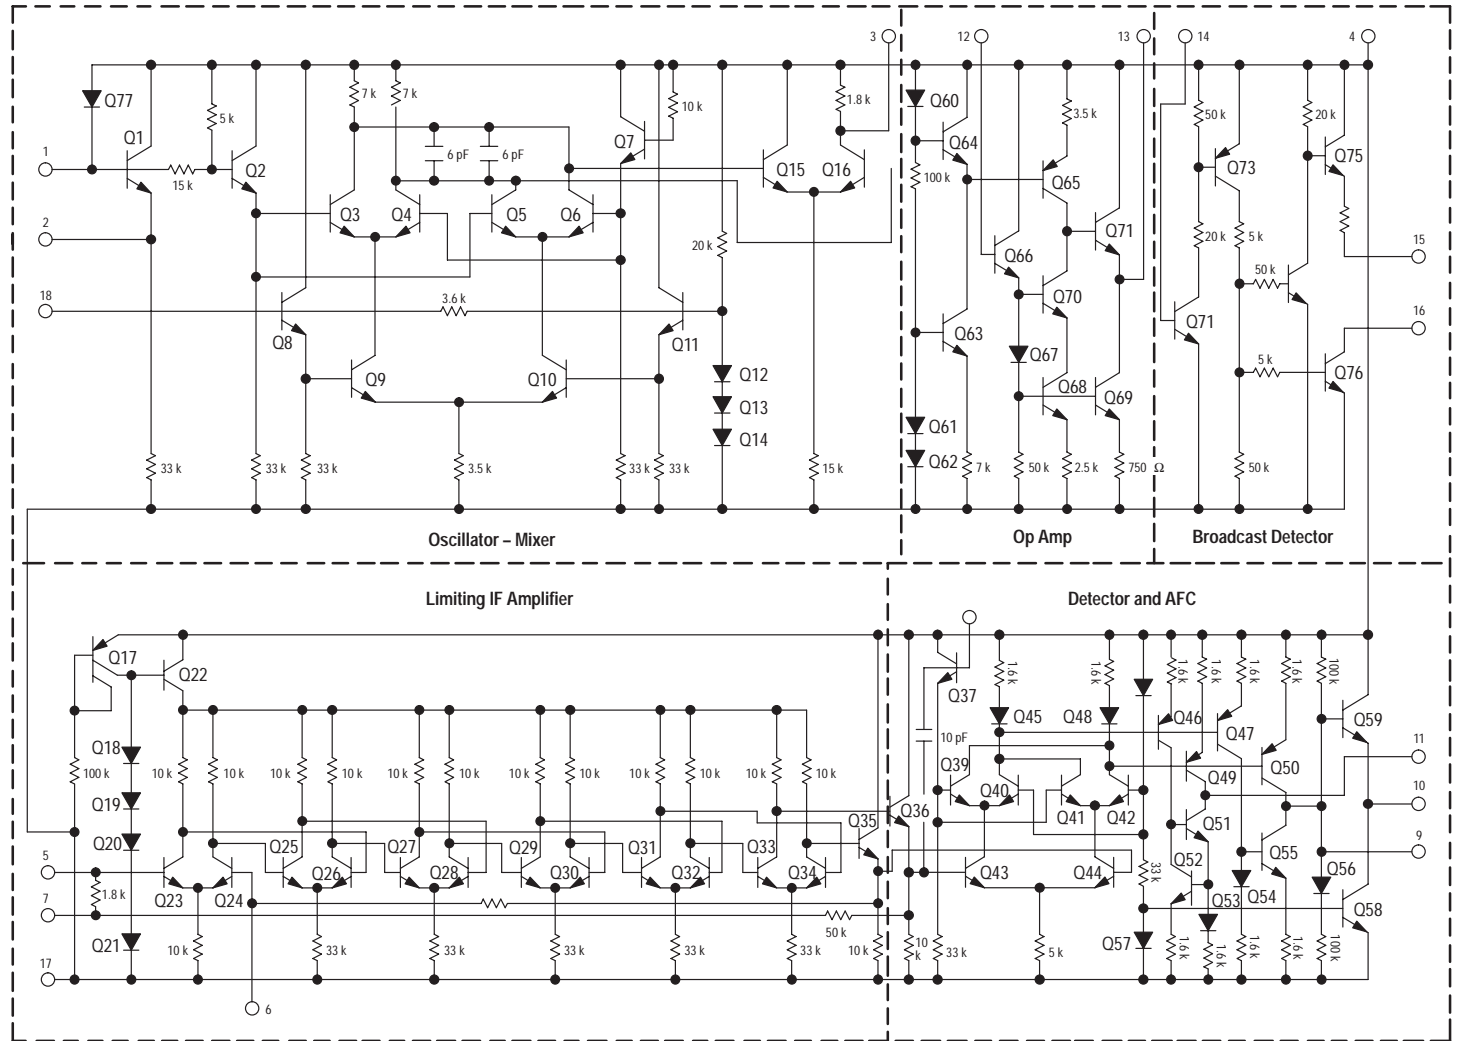 3
12
13
14
4
Q77
7 k
7 k
1.8 k
Q60
3.5 k
50 k
20 k
Q1
5 k
Q7
10 k
Q64
1
Q2
6 pF
6 pF
Q73
Q75
15 k
Q15
Q16
100 k
Q65
Q3
Q4
Q5
Q6
2
20 k
Q66
Q71
20 k
5 k
15
18
3.6 k
Q70
50 k
16
Q8
Q11
Q63
Q71
Q67
5 k
Q9
Q10
Q12
Q68
Q69
Q76
Q13
Q61
Q14
Q62
33 k
33 k
33 k
3.5 k
33 k
33 k
15 k
7 k
50 k
2.5 k
750 Ω
50 k
Oscillator – Mixer
Op Amp
Broadcast Detector
Limiting IF Amplifier
Detector and AFC
Q17
Q22
Q37
1.6 k
1.6 k
1.6 k
1.6 k
1.6 k
1.6 k
100 k
Q45
Q48
Q46
Q47
Q59
Q18
10 pF
11
100 k
10 k
10 k
10 k
10 k
10 k
10 k
10 k
10 k
10 k
10 k
10 k
10 k
Q39
Q40
Q49
Q50
Q19
Q36
Q41
Q42
10
Q20
Q35
Q51
Q25
Q27
Q29
Q31
Q33
Q55
9
5
Q26
Q28
Q30
Q32
Q34
Q43
Q44
33 k
Q52
Q56
Q23
Q24
1.8 k
Q53
Q54
7
50 k
Q58
Q21
10 k
33 k
33 k
33 k
33 k
33 k
10 k
10 k
33 k
5 k
Q57
1.6 k
1.6 k
1.6 k
1.6 k
100 k
17
6